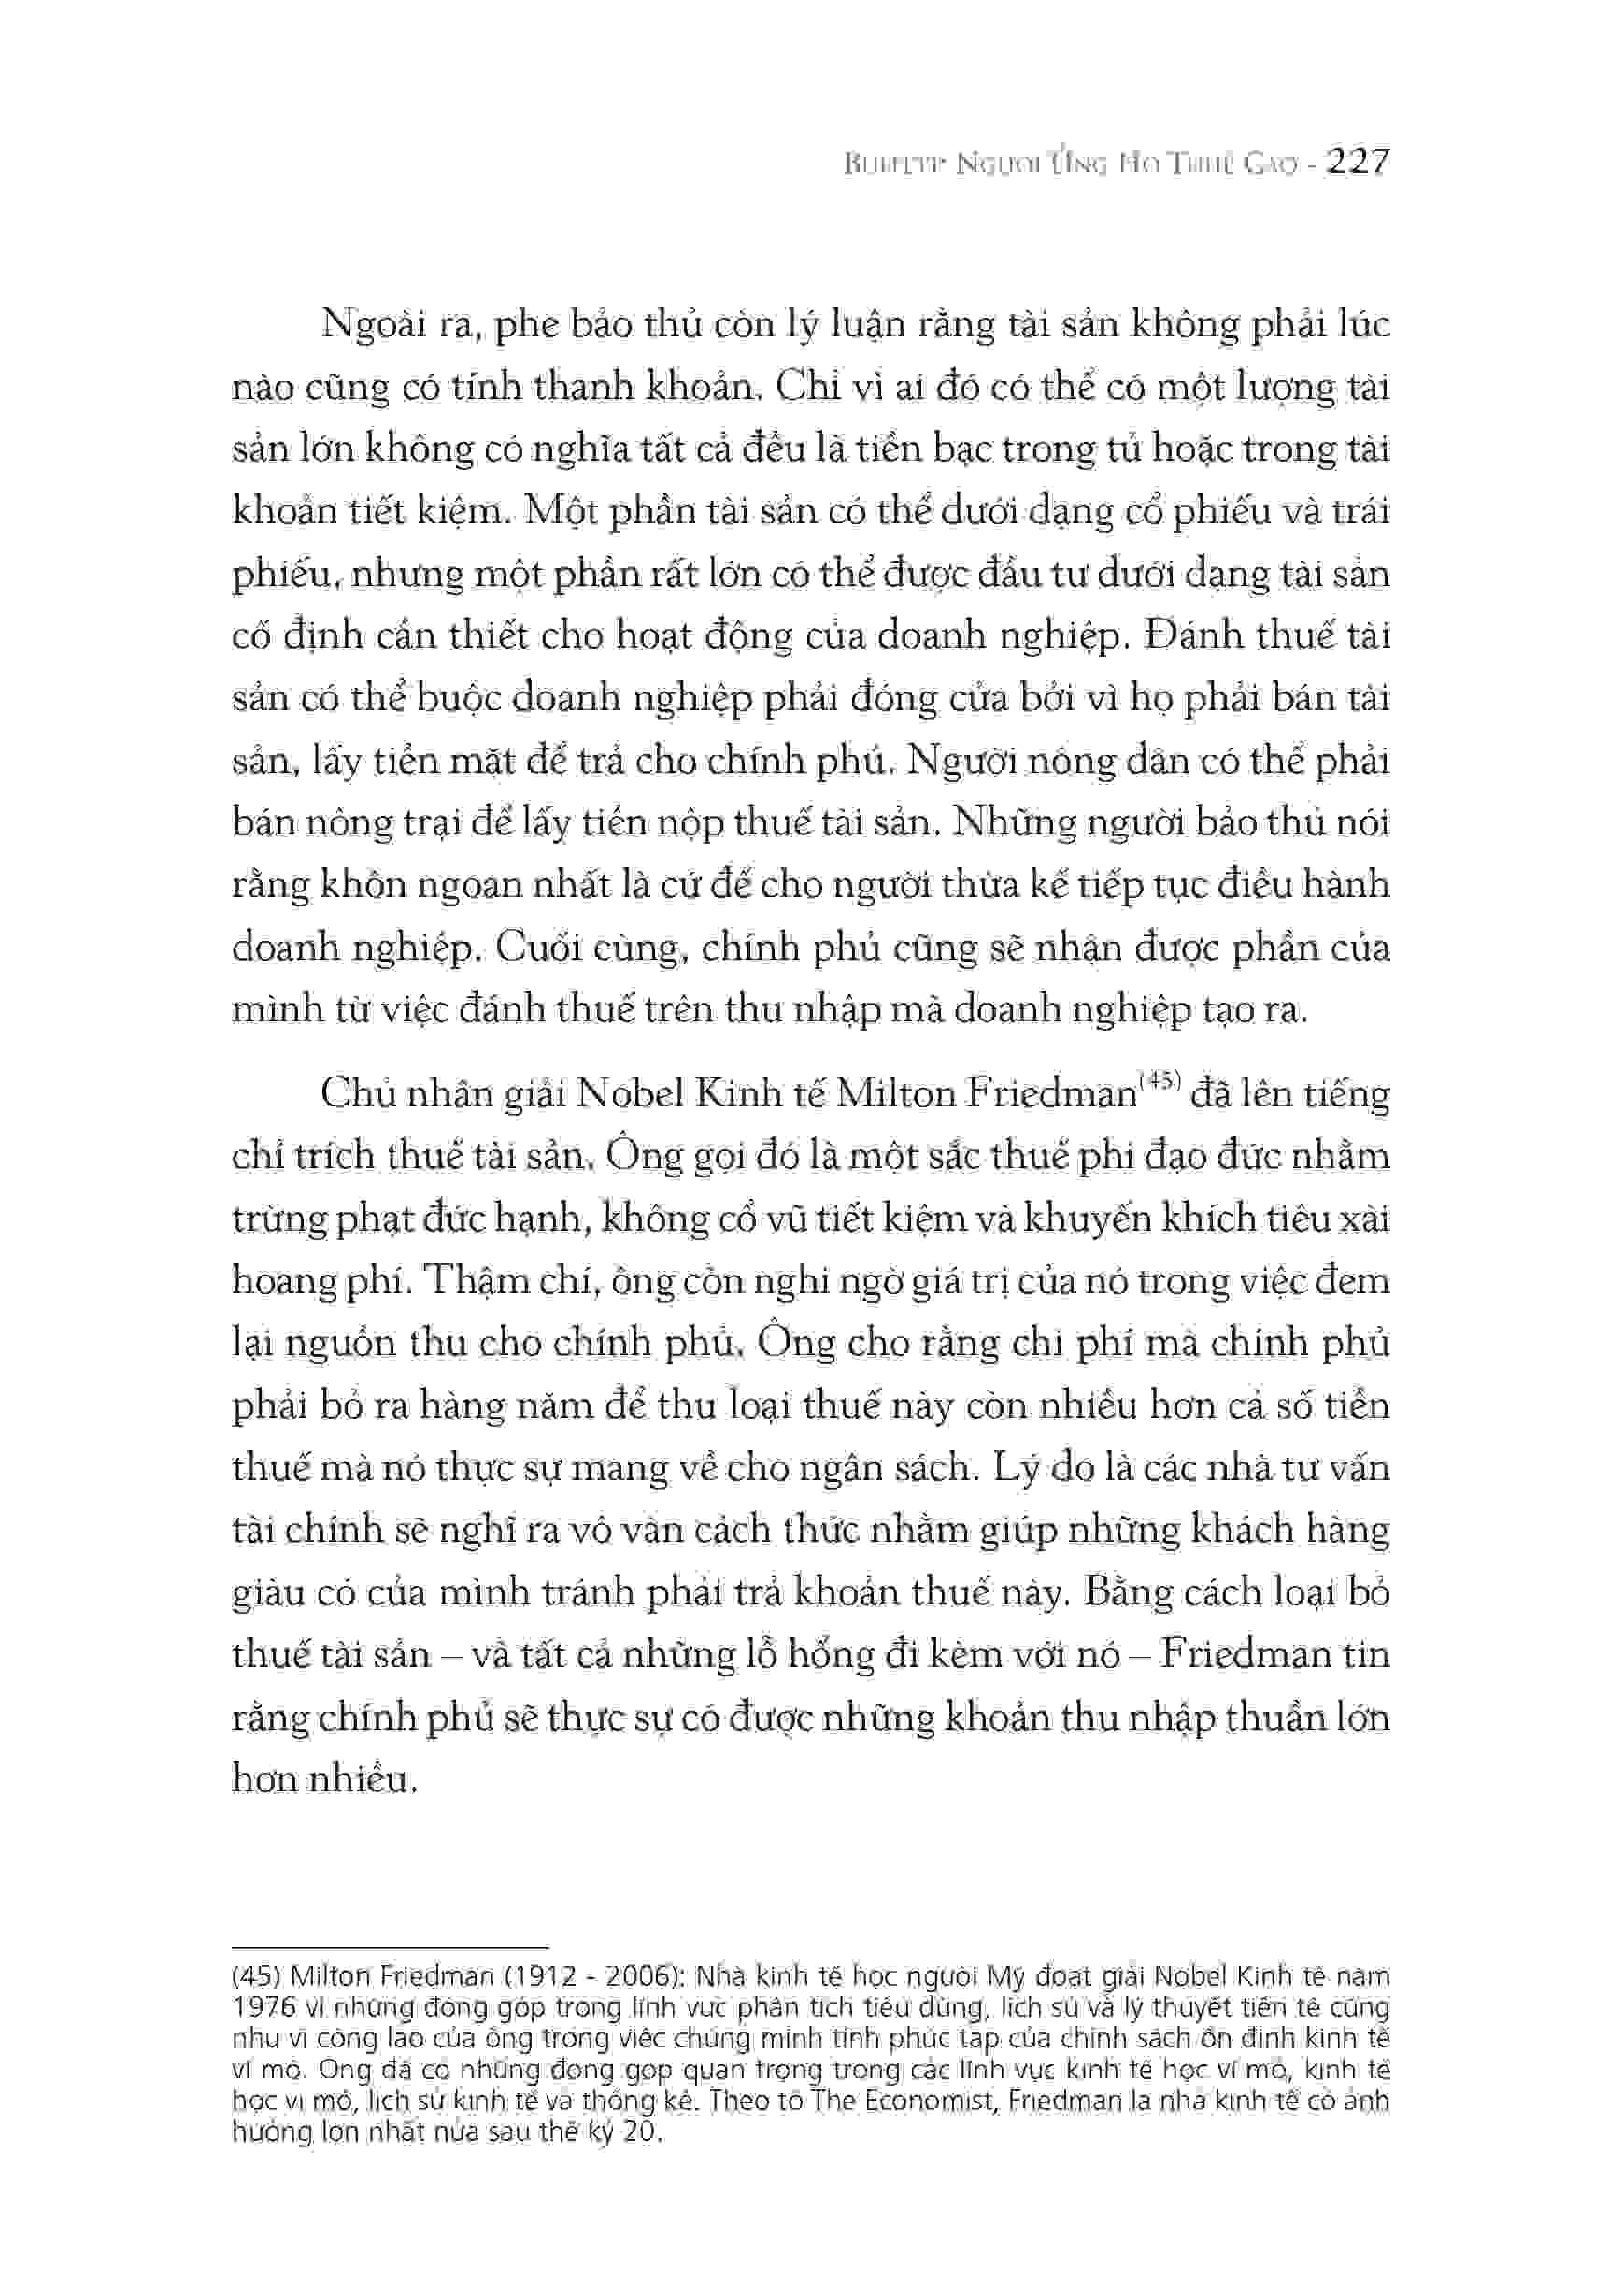 Buffett: Người Ủng Hộ Thuế Cao - 227
Ngoài ra, phe bảo thủ còn lý luận rằng tài sản không phải lúc
nào cũng có tính thanh khoản. Chỉ vì ai đó có thể có một lượng tài
sản lớn không có nghĩa tất cả đều là tiền bạc trong tủ hoặc trong tài
khoản tiết kiệm. Một phần tài sản có thể dưới dạng cổ phiếu và trái
phiếu, nhưng một phần rất lớn có thể được đầu tư dưới dạng tài sản
cố định cần thiết cho hoạt động của doanh nghiệp. Đánh thuế tài
sản có thể buộc doanh nghiệp phải đóng cửa bởi vì họ phải bán tài
sản, lấy tiền mặt để trả cho chính phủ. Người nông dân có thể phải
bán nông trại để lấy tiền nộp thuế tài sản. Những người bảo thủ nói
rằng khôn ngoan nhất là cứ để cho người thừa kế tiếp tục điều hành
doanh nghiệp. Cuối cùng, chính phủ cũng sẽ nhận được phần của
mình từ việc đánh thuế trên thu nhập mà doanh nghiệp tạo ra.
Chủ nhân giải Nobel Kinh tế Milton Friedman(45) đã lên tiếng
chỉ trích thuế tài sản. Ông gọi đó là một sắc thuế phi đạo đức nhằm
trừng phạt đức hạnh, không cổ vũ tiết kiệm và khuyến khích tiêu xài
hoang phí. Thậm chí, ông còn nghi ngờ giá trị của nó trong việc đem
lại nguồn thu cho chính phủ. Ông cho rằng chi phí mà chính phủ
phải bỏ ra hàng năm để thu loại thuế này còn nhiều hơn cả số tiền
thuế mà nó thực sự mang về cho ngân sách. Lý do là các nhà tư vấn
tài chính sẽ nghĩ ra vô vàn cách thức nhằm giúp những khách hàng
giàu có của mình tránh phải trả khoản thuế này. Bằng cách loại bỏ
thuế tài sản – và tất cả những lỗ hổng đi kèm với nó – Friedman tin
rằng chính phủ sẽ thực sự có được những khoản thu nhập thuần lớn
hơn nhiều.
(45) Milton Friedman (1912 - 2006): Nhà kinh tế học người Mỹ đoạt giải Nobel Kinh tế năm
1976 vì những đóng góp trong lĩnh vực phân tích tiêu dùng, lịch sử và lý thuyết tiền tệ cũng
như vì công lao của ông trong việc chứng minh tính phức tạp của chính sách ổn định kinh tế
vĩ mô. Ông đã có những đóng góp quan trọng trong các lĩnh vực kinh tế học vĩ mô, kinh tế
học vi mô, lịch sử kinh tế và thống kê. Theo tờ The Economist, Friedman là nhà kinh tế có ảnh
hưởng lớn nhất nửa sau thế kỷ 20.